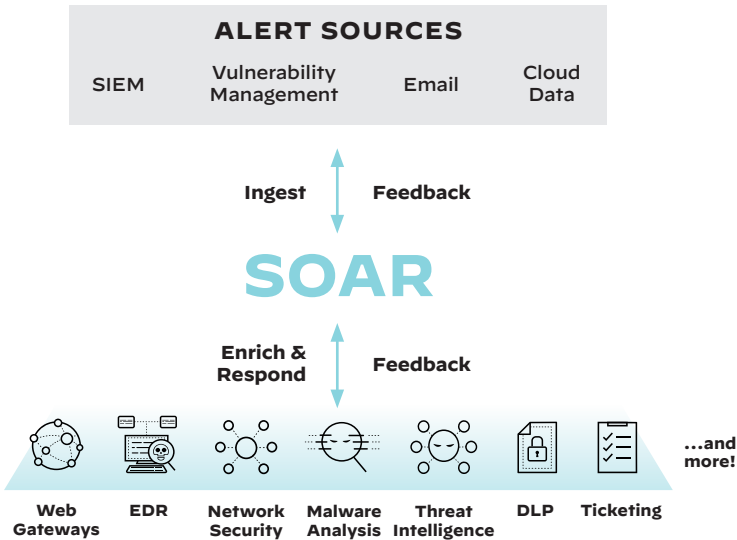 ALERT SOURCES
SIEM
Vulnerability
Management
Email
Cloud
Data
Ingest
Feedback
SOAR
Enrich &
Respond
Feedback
...and
more!
Web
Gateways
EDR
Network
Security
Malware
Analysis
Threat
Intelligence
DLP
Ticketing